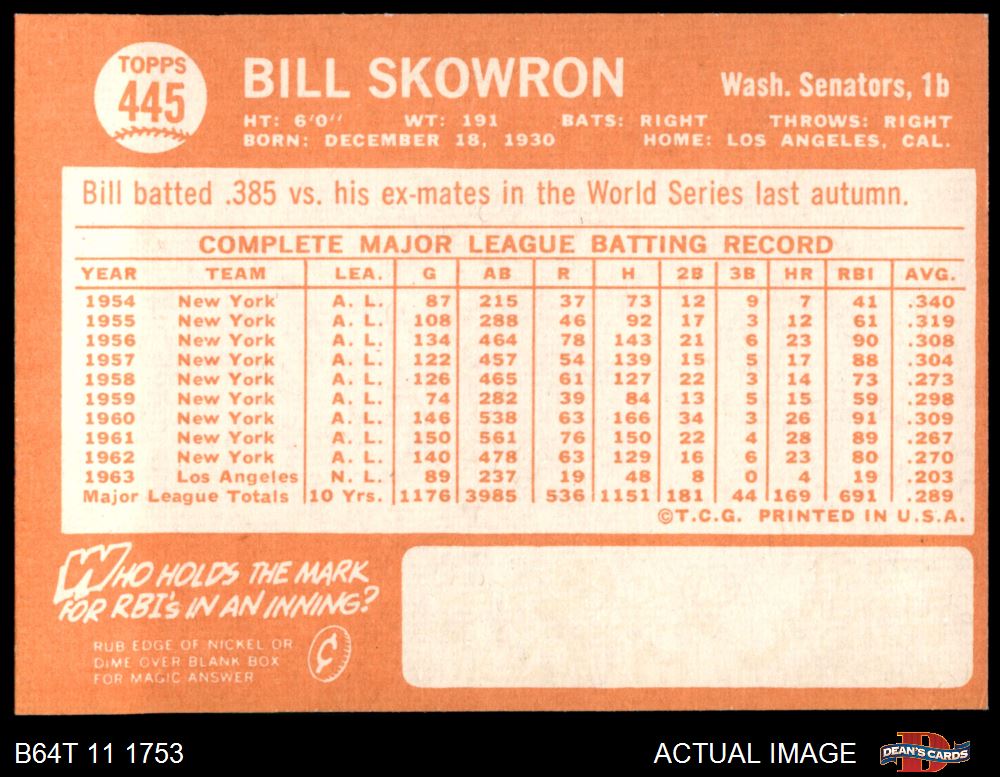 TOPPS
445
BILL SKOWRON
Wash. Senators, 1b
HT: 6'0" WT: 191 BATS: RIGHT THROWS: RIGHT
BORN: DECEMBER 18, 1930 HOME: LOS ANGELES, CAL.
Bill batted .385 vs. his ex-mates in the World Series last autumn.
COMPLETE MAJOR LEAGUE BATTING RECORD
YEAR TEAM LEA. G AB R H 2B 3B HR RBI AVG.
1954 New York A. L. 87 215 37 73 12 9 7 41 .340
1955 New York A. L. 108 288 46 92 17 3 12 61 .319
1956 New York A. L. 134 464 78 143 21 6 23 90 .308
1957 New York A. L. 122 457 54 139 15 5 17 88 .304
1958 New York A. L. 126 465 61 127 22 3 14 73 .273
1959 New York A. L. 74 282 39 84 13 5 15 59 .298
1960 New York A. L. 146 538 63 166 34 3 26 91 .309
1961 New York A. L. 150 561 76 150 22 4 28 89 .267
1962 New York A. L. 140 478 63 129 16 6 23 80 .270
1963 Los Angeles N. L. 89 237 19 48 8 0 4 19 .203
Major League Totals 10 Yrs. 1176 3985 536 1151 181 44 169 691 .289
©T.C.G. PRINTED IN U.S.A.
WHO HOLDS THE MARK
FOR RBI's IN AN INNING?
RUB EDGE OF NICKEL OR
DIME OVER BLANK BOX
FOR MAGIC ANSWER
¢
B64T 11 1753
ACTUAL IMAGE
D
DEAN'S CARDS